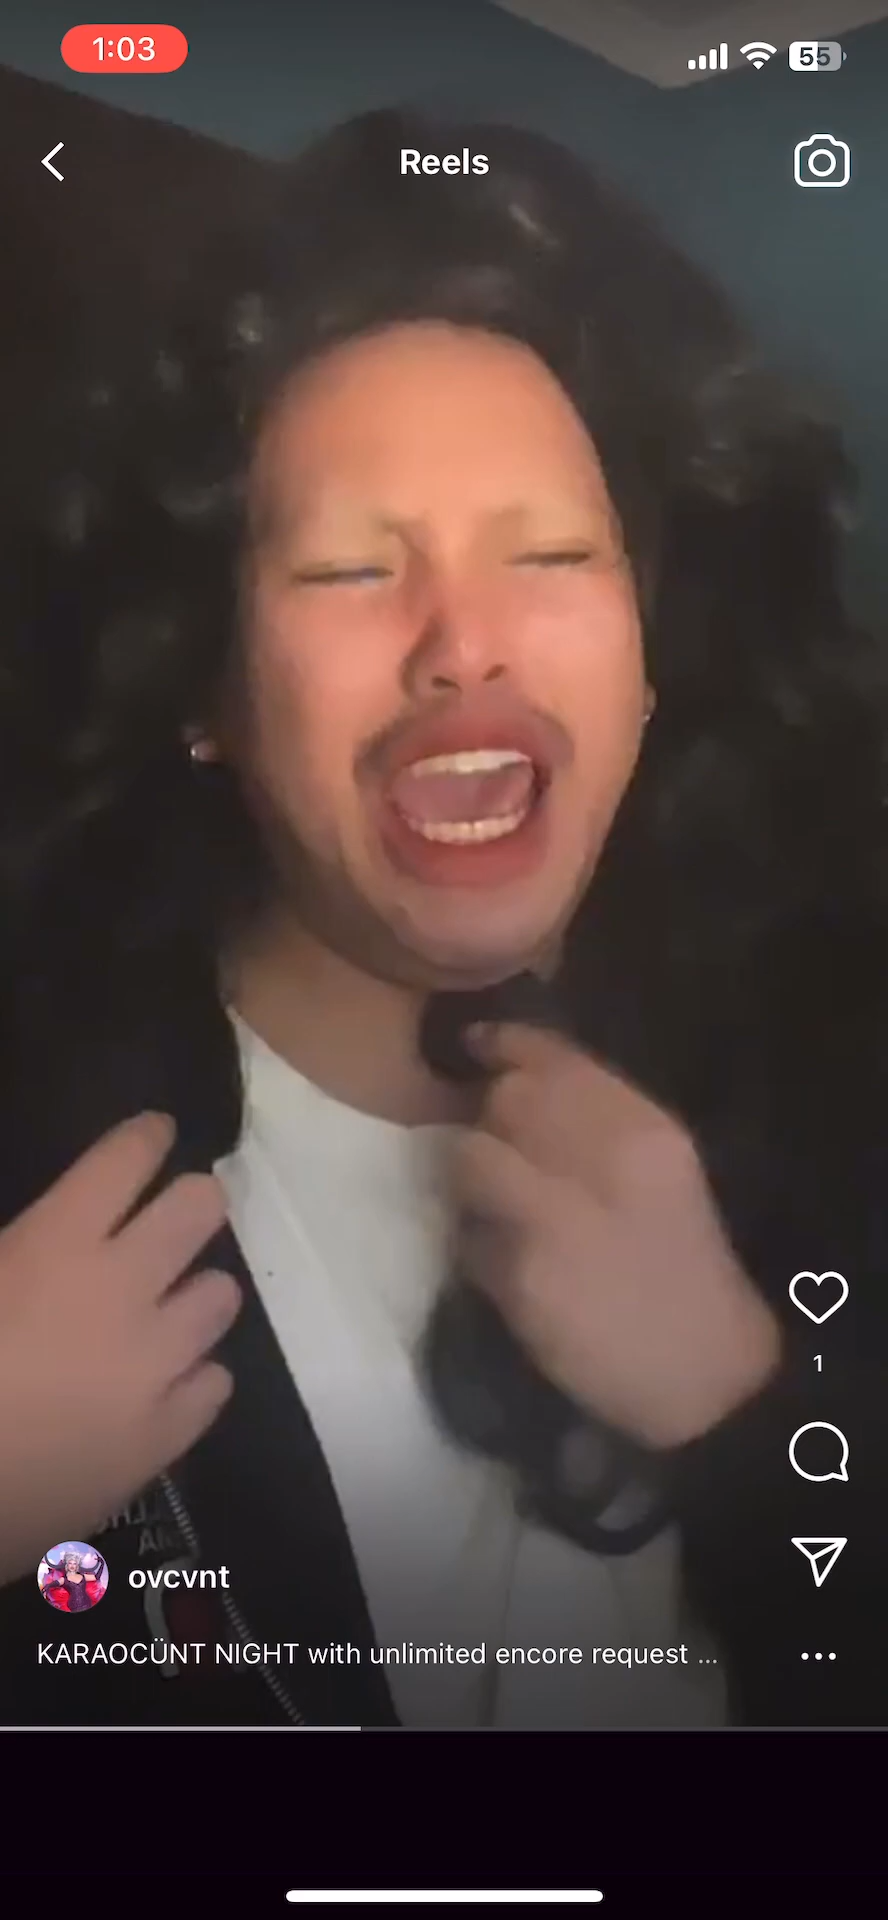 1:03
55
Reels
1
ovcvnt
KARAOCÜNT NIGHT with unlimited encore request ...